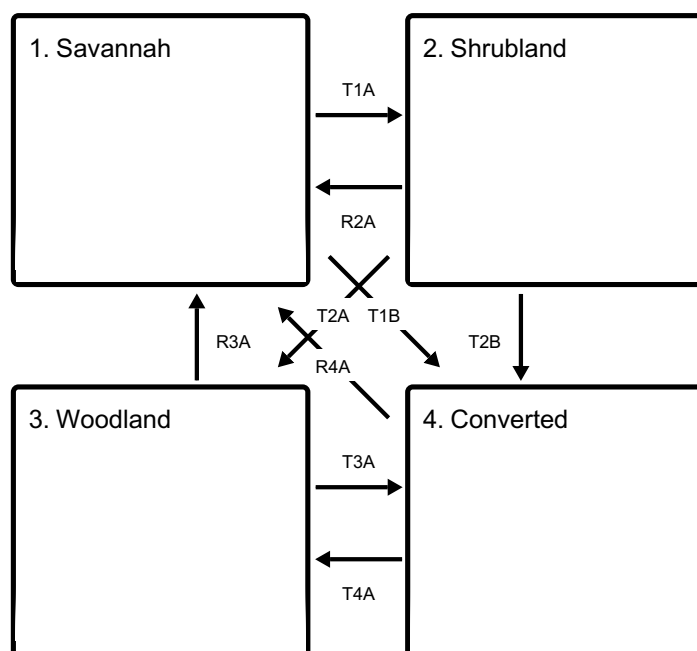 1. Savannah
2. Shrubland
T1A
R2A
T2A
T1B
R3A
R4A
T2B
3. Woodland
4. Converted
T3A
T4A